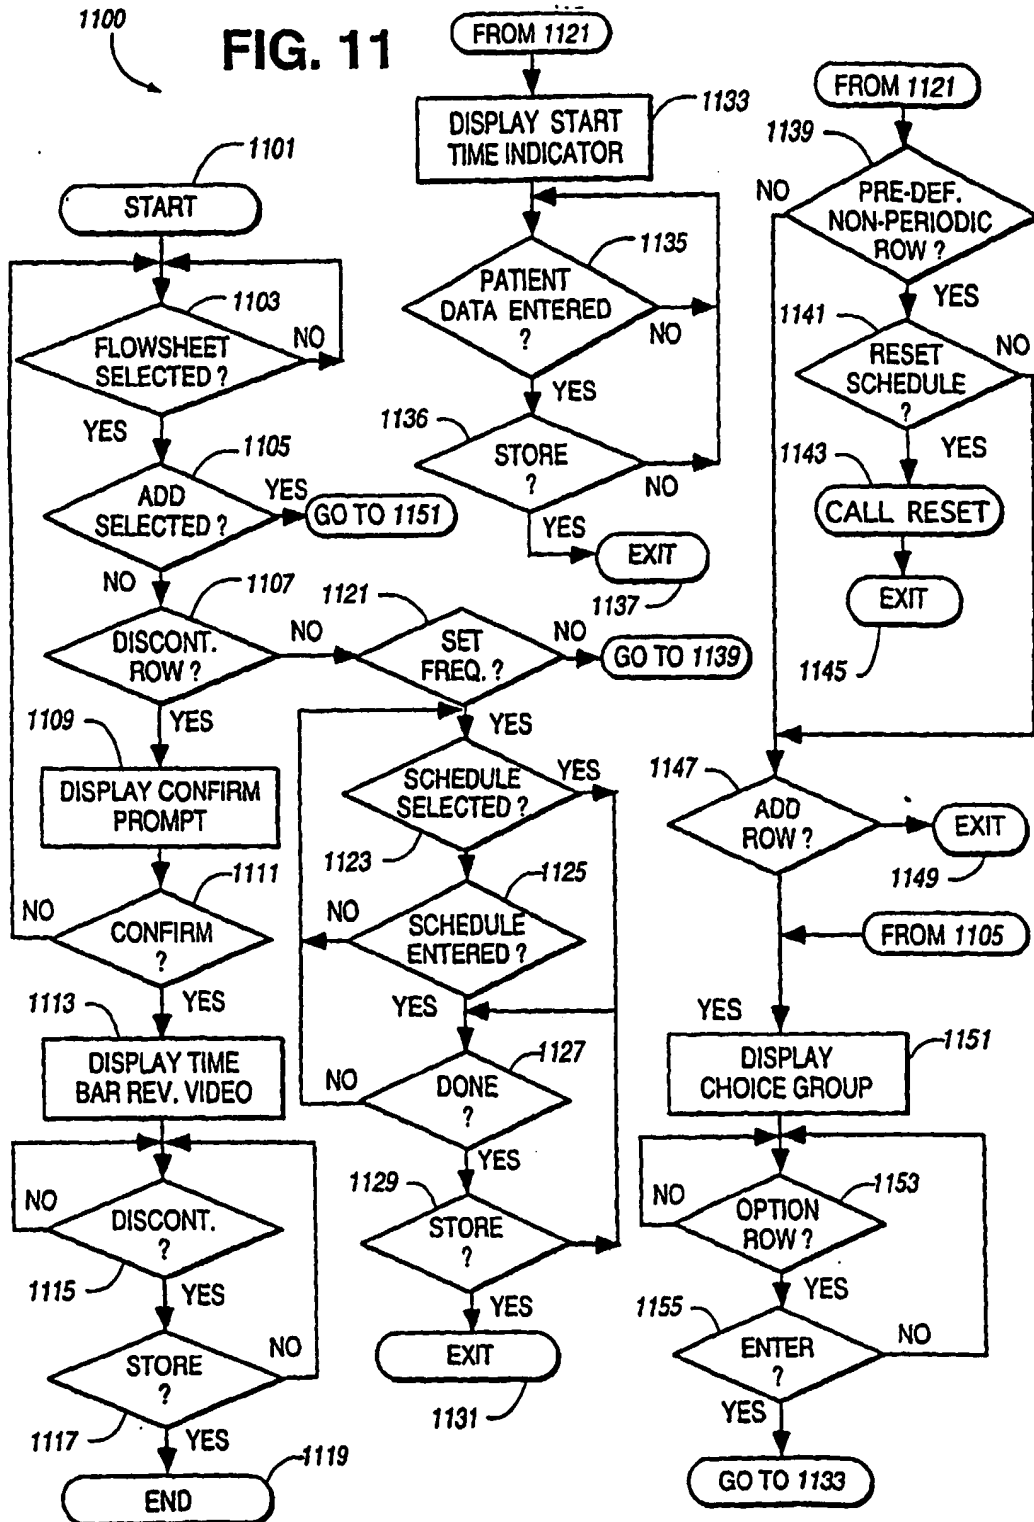 1100
FIG. 11
1101
START
1103
FLOWSHEET
SELECTED ?
NO
YES
1105
ADD
SELECTED ?
YES
GO TO 1151
NO
1107
DISCONT.
ROW ?
NO
YES
1109
DISPLAY CONFIRM
PROMPT
1111
NO
CONFIRM
?
YES
1113
DISPLAY TIME
BAR REV. VIDEO
NO
DISCONT.
?
1115
YES
STORE
?
NO
1117
YES
1119
END
FROM 1121
1133
DISPLAY START
TIME INDICATOR
1135
PATIENT
DATA ENTERED
?
NO
YES
1136
STORE
?
NO
YES
EXIT
1137
1121
SET
FREQ. ?
NO
GO TO 1139
YES
SCHEDULE
SELECTED ?
YES
1123
1125
NO
SCHEDULE
ENTERED ?
YES
1127
NO
DONE
?
YES
1129
STORE
?
YES
EXIT
1131
FROM 1121
1139
NO
PRE-DEF.
NON-PERIODIC
ROW ?
YES
1141
NO
RESET
SCHEDULE
?
YES
1143
CALL RESET
EXIT
1145
1147
ADD
ROW ?
EXIT
1149
FROM 1105
YES
1151
DISPLAY
CHOICE GROUP
1153
NO
OPTION
ROW ?
YES
1155
NO
ENTER
?
YES
GO TO 1133